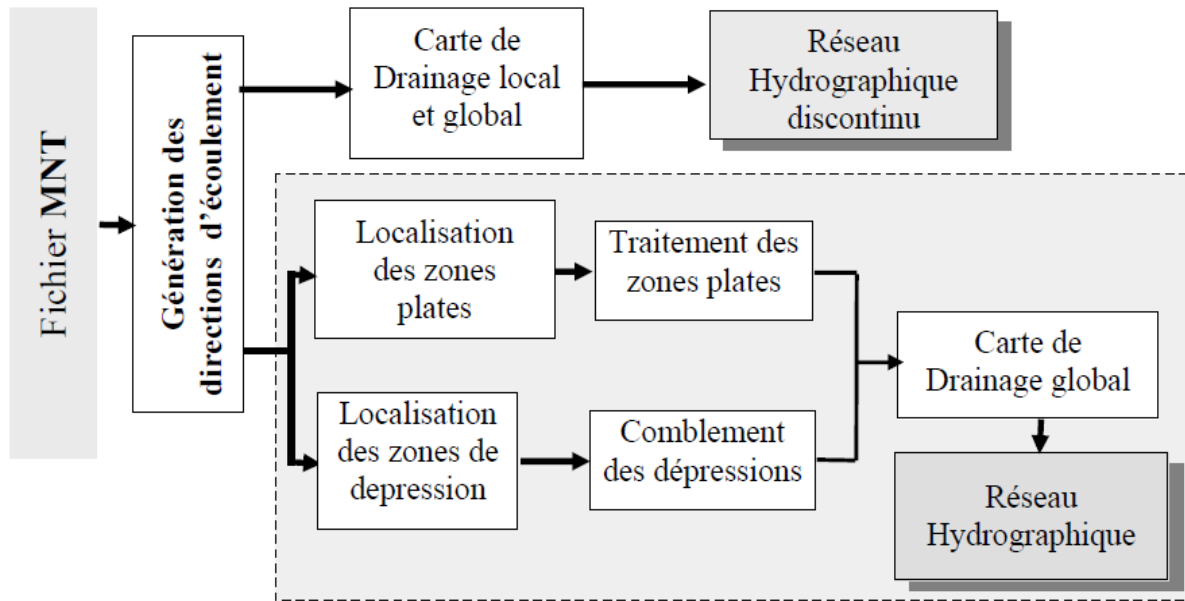 Fichier MNT
Génération des
directions d'écoulement
Carte de
Drainage local
et global
Réseau
Hydrographique
discontinu
Localisation
des zones
plates
Traitement des
zones plates
Localisation
des zones de
depression
Comblement
des dépressions
Carte de
Drainage global
Réseau
Hydrographique